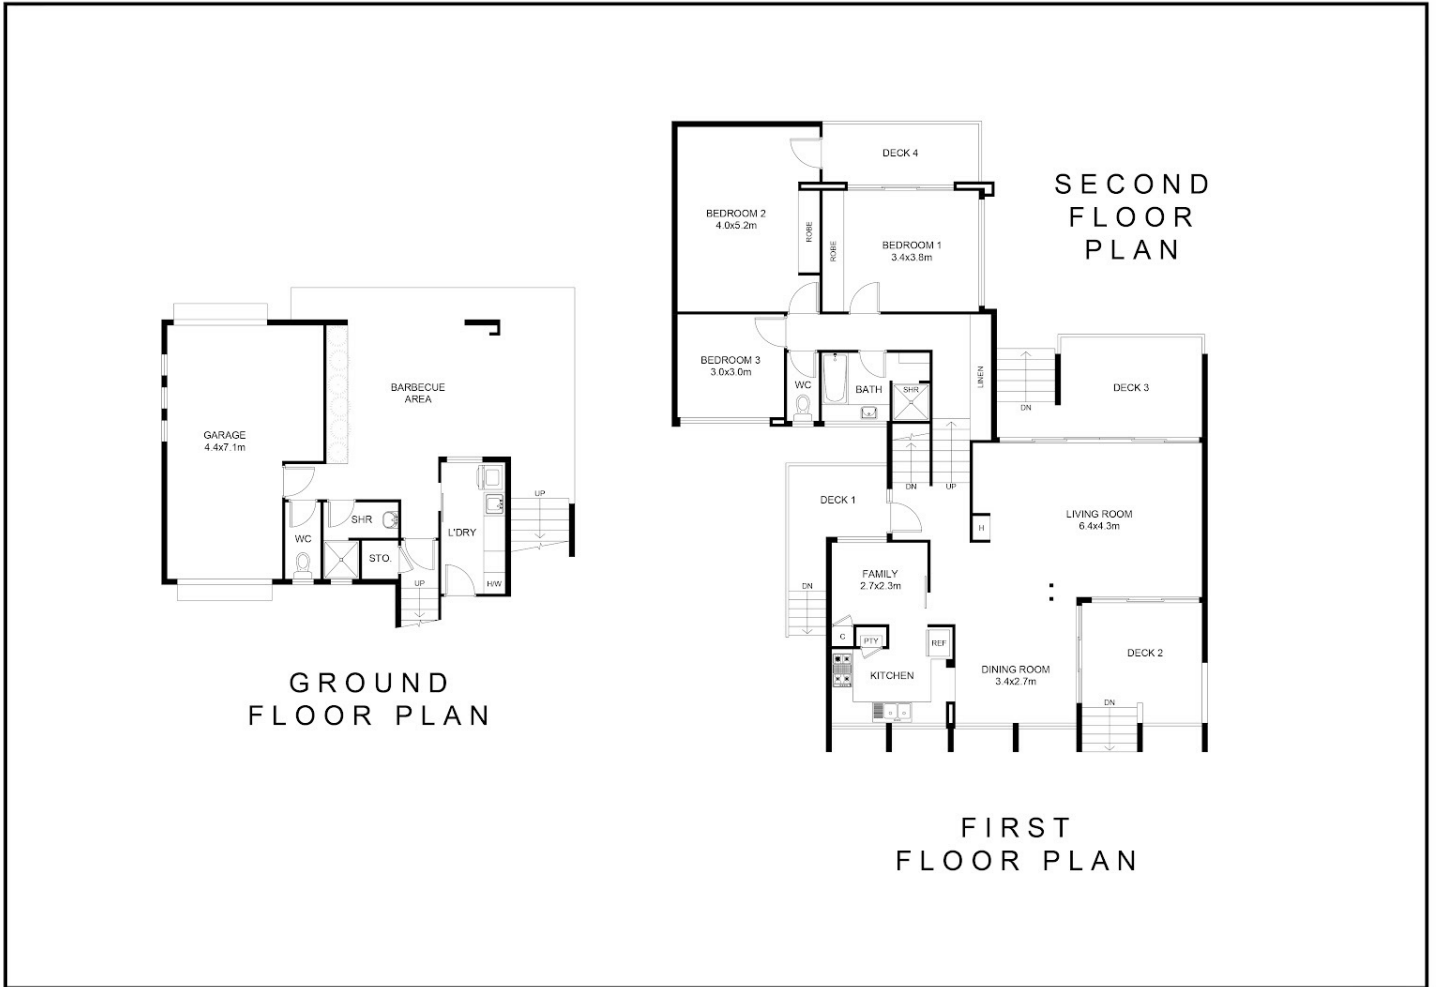 DECK 4
BEDROOM 2
4.0x5.2m
ROBE
ROBE
BEDROOM 1
3.4x3.8m
SECOND
FLOOR
PLAN
BEDROOM 3
3.0x3.0m
WC
BATH
SHR
LINEN
DN
DECK 3
DN
UP
DECK 1
LIVING ROOM
6.4x4.3m
H
FAMILY
2.7x2.3m
DN
C
PTY
REF
KITCHEN
DINING ROOM
3.4x2.7m
DECK 2
DN
FIRST
FLOOR PLAN
BARBECUE
AREA
GARAGE
4.4x7.1m
UP
SHR
WC
STO.
L'DRY
UP
H/W
GROUND
FLOOR PLAN